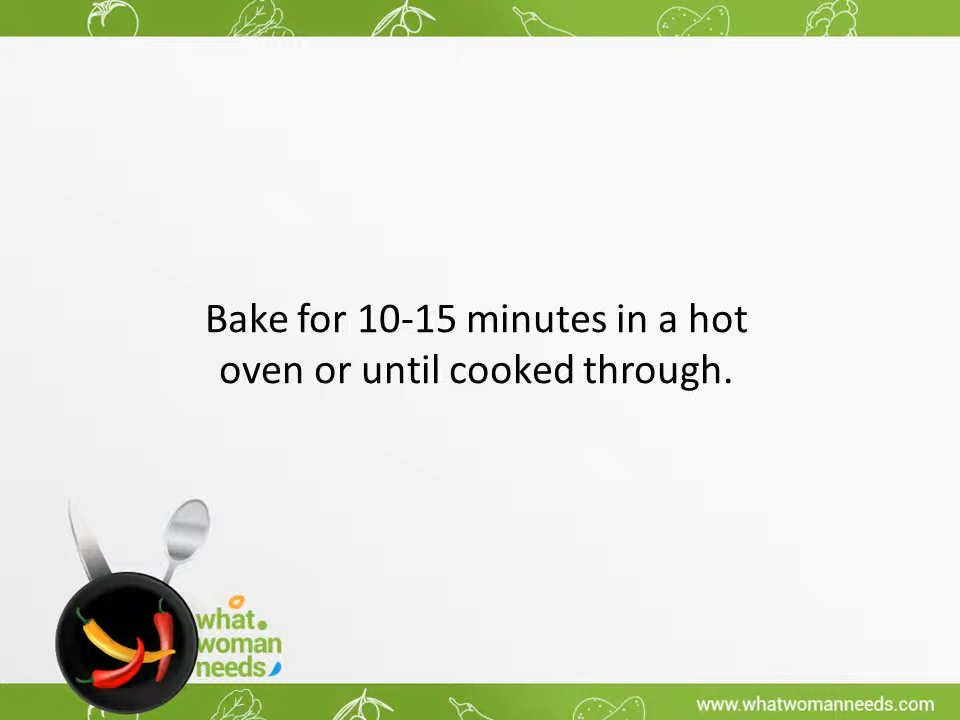 Bake for 10-15 minutes in a hot
oven or until cooked through.
what.
woman
needs
www.whatwomanneeds.com